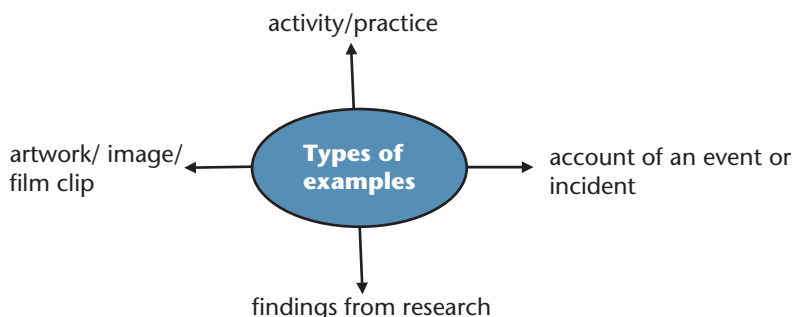 activity/practice
artwork/ image/
film clip
Types of
examples
account of an event or
incident
findings from research